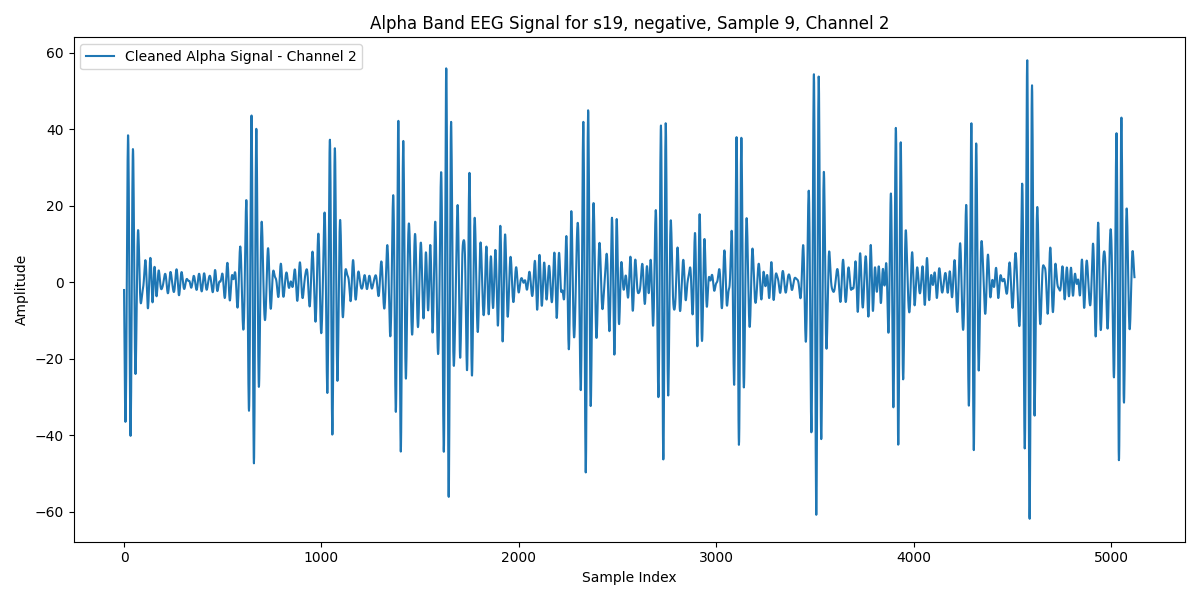 Alpha Band EEG Signal for s19, negative, Sample 9, Channel 2
Cleaned Alpha Signal - Channel 2
60
40
20
0
−20
−40
−60
Amplitude
0 1000 2000 3000 4000 5000
Sample Index